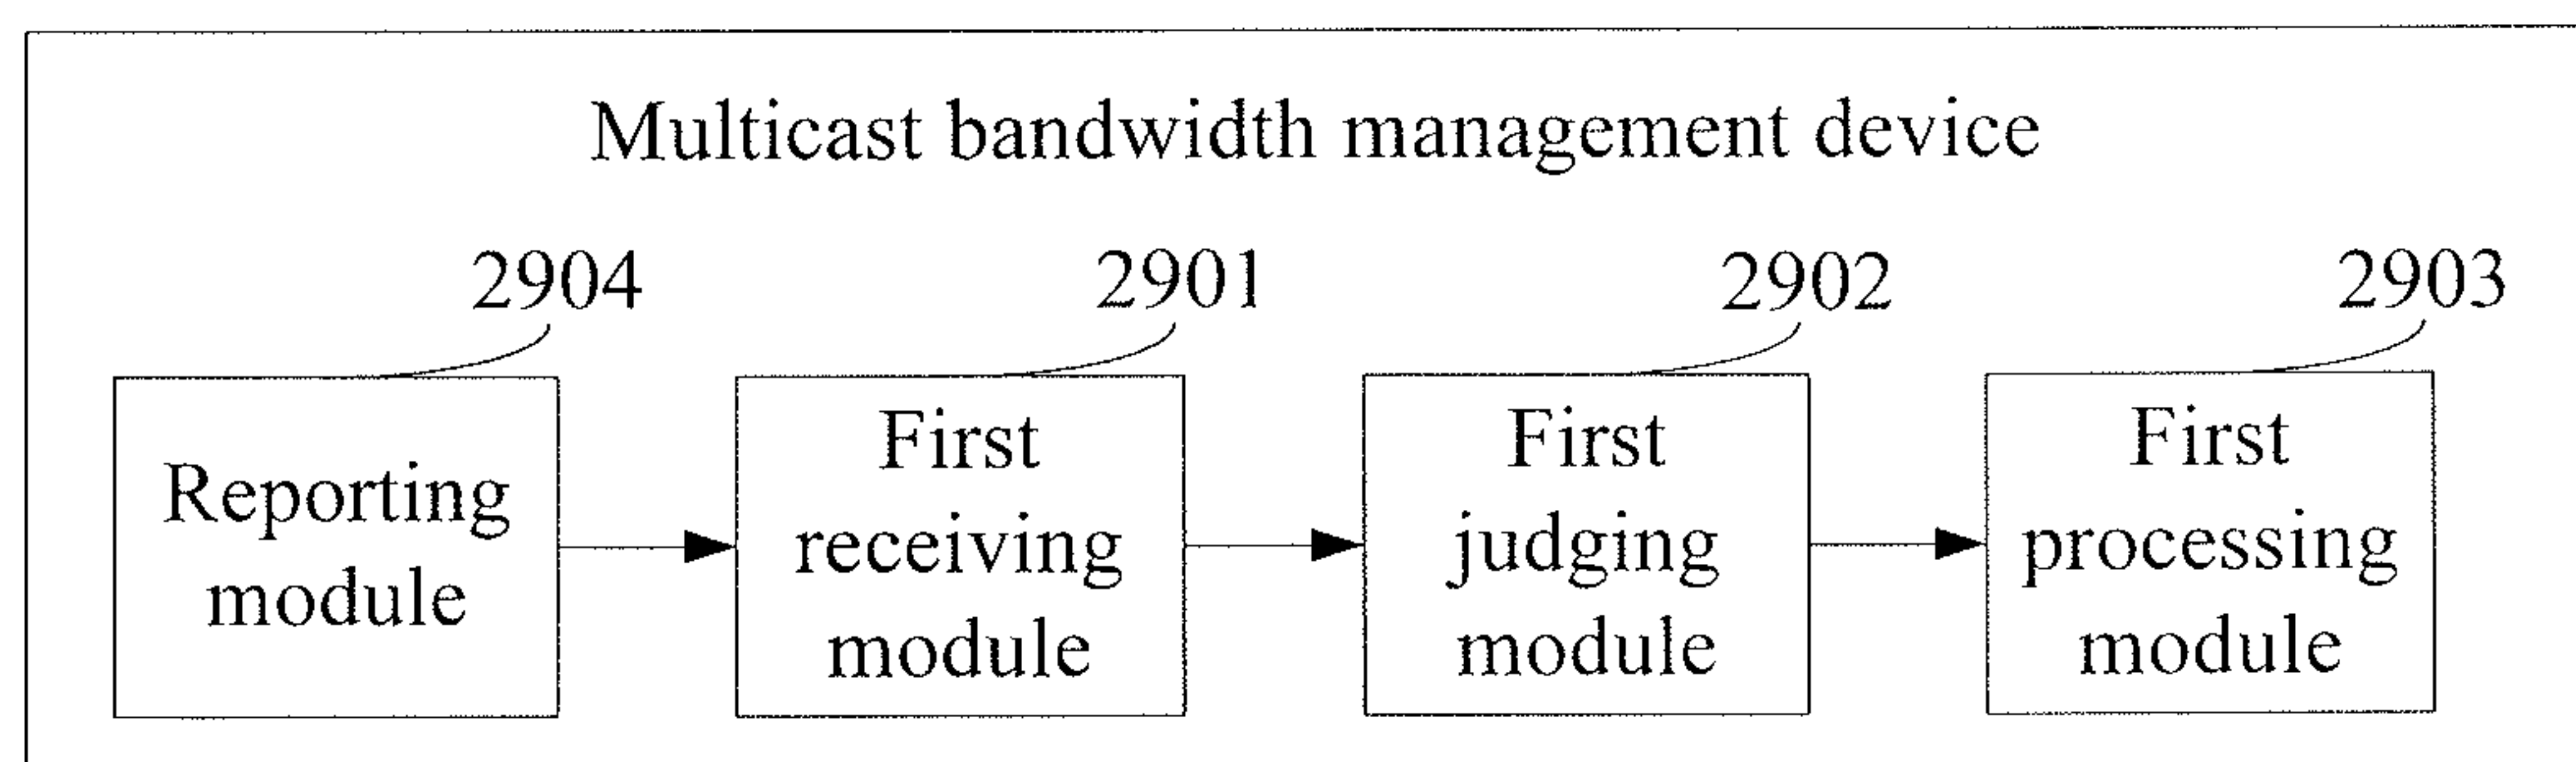 Multicast bandwidth management device
2904
2901
2902
2903
Reporting
module
First
receiving
module
First
judging
module
First
processing
module